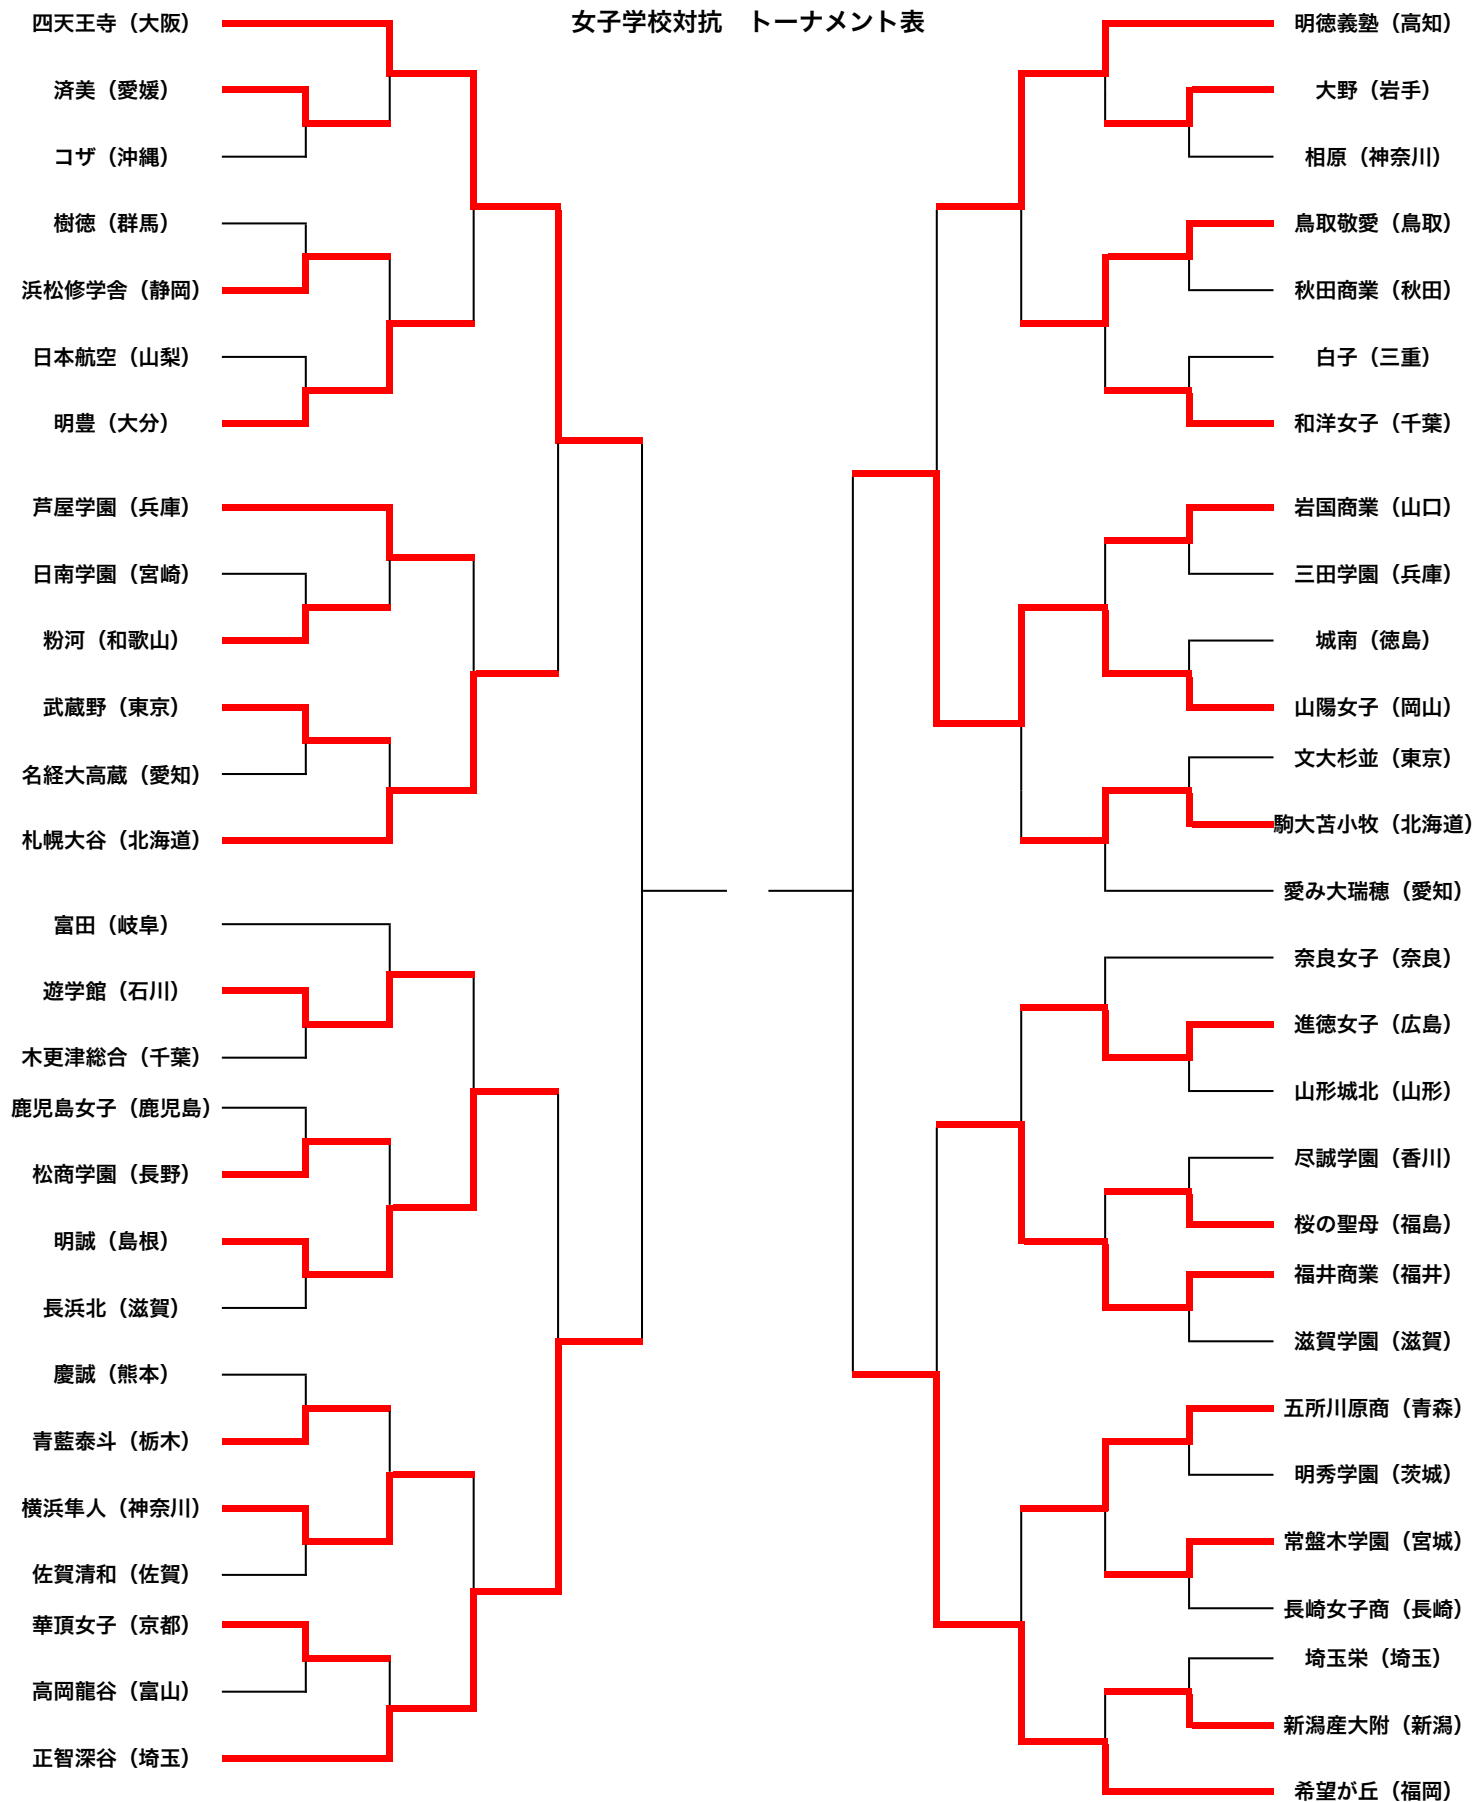 女子学校対抗　トーナメント表
四天王寺（大阪）
済美（愛媛）
コザ（沖縄）
樹徳（群馬）
浜松修学舎（静岡）
日本航空（山梨）
明豊（大分）
芦屋学園（兵庫）
日南学園（宮崎）
粉河（和歌山）
武蔵野（東京）
名経大高蔵（愛知）
札幌大谷（北海道）
富田（岐阜）
遊学館（石川）
木更津総合（千葉）
鹿児島女子（鹿児島）
松商学園（長野）
明誠（島根）
長浜北（滋賀）
慶誠（熊本）
青藍泰斗（栃木）
横浜隼人（神奈川）
佐賀清和（佐賀）
華頂女子（京都）
高岡龍谷（富山）
正智深谷（埼玉）
明徳義塾（高知）
大野（岩手）
相原（神奈川）
鳥取敬愛（鳥取）
秋田商業（秋田）
白子（三重）
和洋女子（千葉）
岩国商業（山口）
三田学園（兵庫）
城南（徳島）
山陽女子（岡山）
文大杉並（東京）
駒大苫小牧（北海道）
愛み大瑞穂（愛知）
奈良女子（奈良）
進徳女子（広島）
山形城北（山形）
尽誠学園（香川）
桜の聖母（福島）
福井商業（福井）
滋賀学園（滋賀）
五所川原商（青森）
明秀学園（茨城）
常盤木学園（宮城）
長崎女子商（長崎）
埼玉栄（埼玉）
新潟産大附（新潟）
希望が丘（福岡）